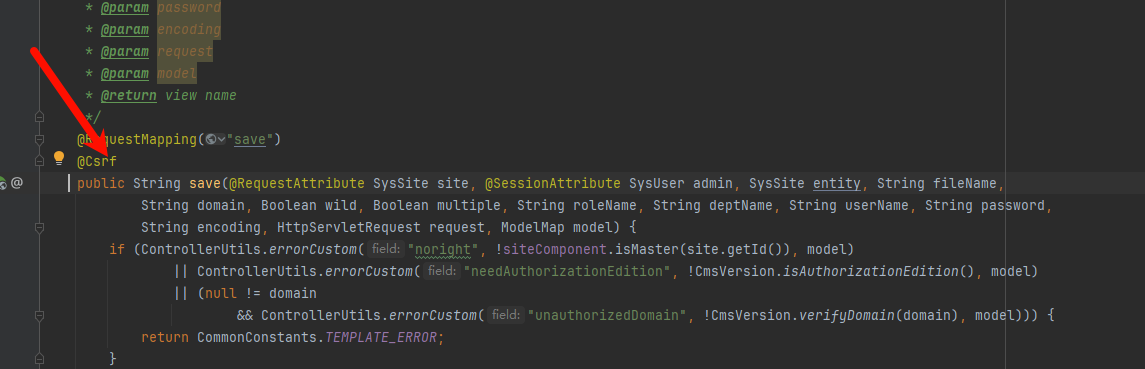 * @param password
* @param encoding
* @param request
* @param model
* @return view name
*/
@RequestMapping("save")
@Csrf
public String save(@RequestAttribute SysSite site, @SessionAttribute SysUser admin, SysSite entity, String fileName,
String domain, Boolean wild, Boolean multiple, String roleName, String deptName, String userName, String password,
String encoding, HttpServletRequest request, ModelMap model) {
if (ControllerUtils.errorCustom( field: "noright", !siteComponent.isMaster(site.getId()), model)
|| ControllerUtils.errorCustom( field: "needAuthorizationEdition", !CmsVersion.isAuthorizationEdition(), model)
|| (null != domain
&& ControllerUtils.errorCustom( field: "unauthorizedDomain", !CmsVersion.verifyDomain(domain), model))) {
return CommonConstants.TEMPLATE_ERROR;
}